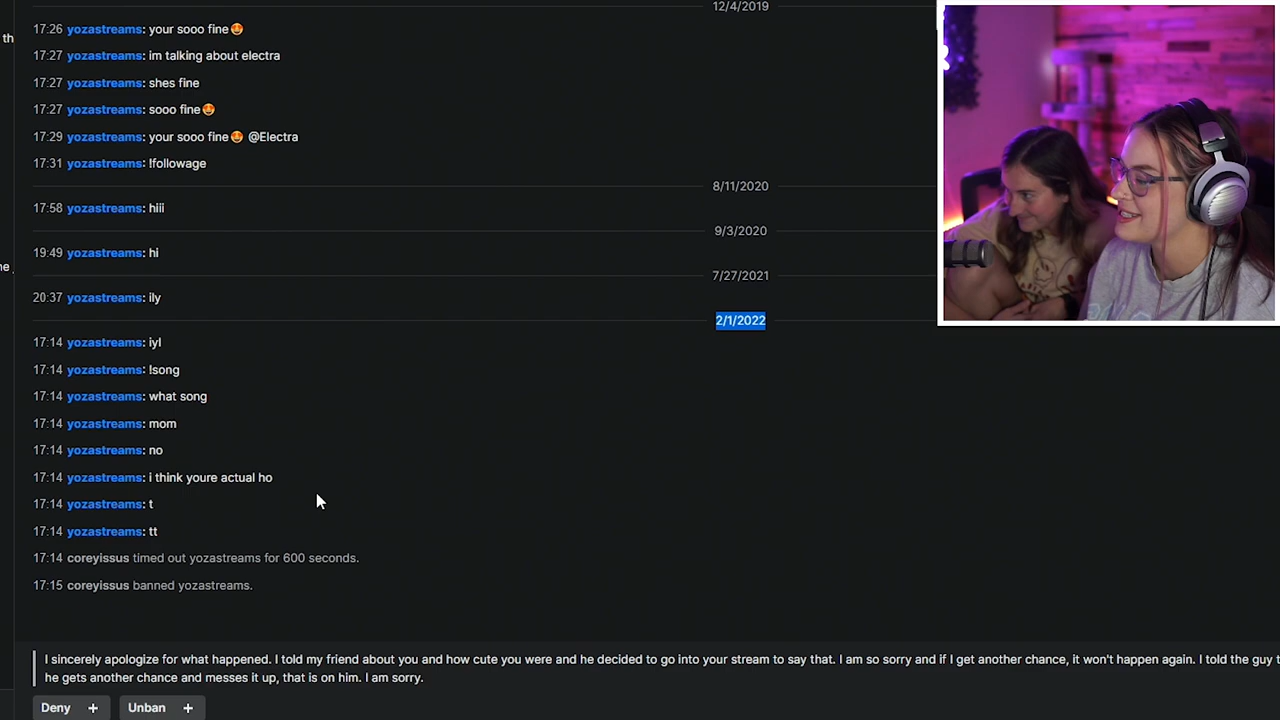 12/4/2019
th
17:26 yozastreams: your sooo fine🤩
17:27 yozastreams: im talking about electra
17:27 yozastreams: shes fine
17:27 yozastreams: sooo fine🤩
17:29 yozastreams: your sooo fine🤩 @Electra
17:31 yozastreams: !followage
8/11/2020
17:58 yozastreams: hiii
9/3/2020
19:49 yozastreams: hi
7/27/2021
20:37 yozastreams: ily
2/1/2022
17:14 yozastreams: iyl
17:14 yozastreams: !song
17:14 yozastreams: what song
17:14 yozastreams: mom
17:14 yozastreams: no
17:14 yozastreams: i think youre actual ho
17:14 yozastreams: t
17:14 yozastreams: tt
17:14 coreyissus timed out yozastreams for 600 seconds.
17:15 coreyissus banned yozastreams.
I sincerely apologize for what happened. I told my friend about you and how cute you were and he decided to go into your stream to say that. I am so sorry and if I get another chance, it won't happen again. I told the guy t
he gets another chance and messes it up, that is on him. I am sorry.
Deny + Unban +